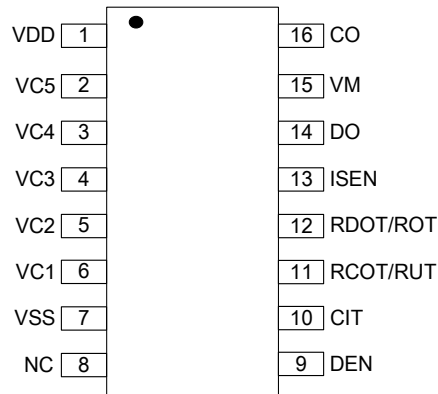 VDD 1 16 CO
VC5 2 15 VM
VC4 3 14 DO
VC3 4 13 ISEN
VC2 5 12 RDOT/ROT
VC1 6 11 RCOT/RUT
VSS 7 10 CIT
NC 8 9 DEN